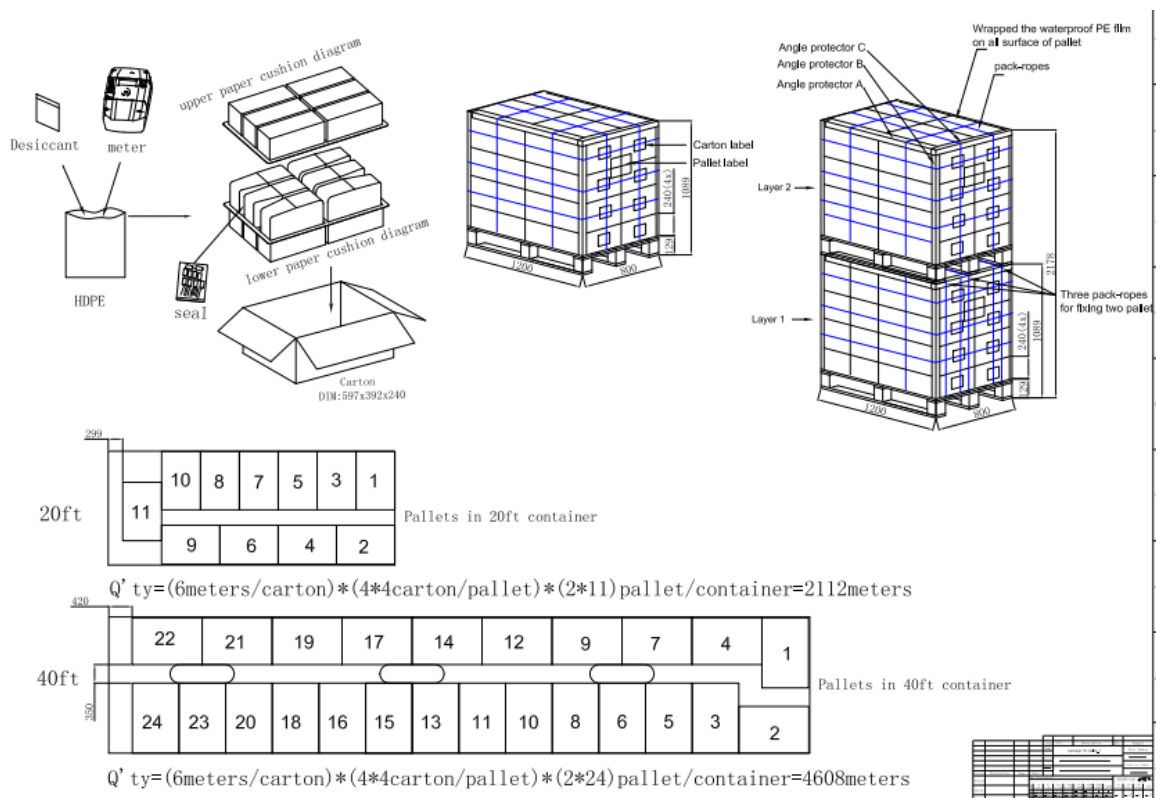 Desiccant
meter
HDPE
seal
upper paper cushion diagram
lower paper cushion diagram
Carton
DIM:597x392x240
Carton label
Pallet label
240(4x)
1089
129
1200
800
Wrapped the waterproof PE film
on all surface of pallet
pack-ropes
Angle protector C
Angle protector B
Angle protector A
Layer 2
Layer 1
2178
Three pack-ropes
for fixing two pallet
240(4x)
1089
129
1200
800
299
20ft
10 8 7 5 3 1
11
9 6 4 2
Pallets in 20ft container
Q'ty=(6meters/carton)*(4*4carton/pallet)*(2*11)pallet/container=2112meters
420
40ft
350
22 21 19 17 14 12 9 7 4 1
24 23 20 18 16 15 13 11 10 8 6 5 3 2
Pallets in 40ft container
Q'ty=(6meters/carton)*(4*4carton/pallet)*(2*24)pallet/container=4608meters